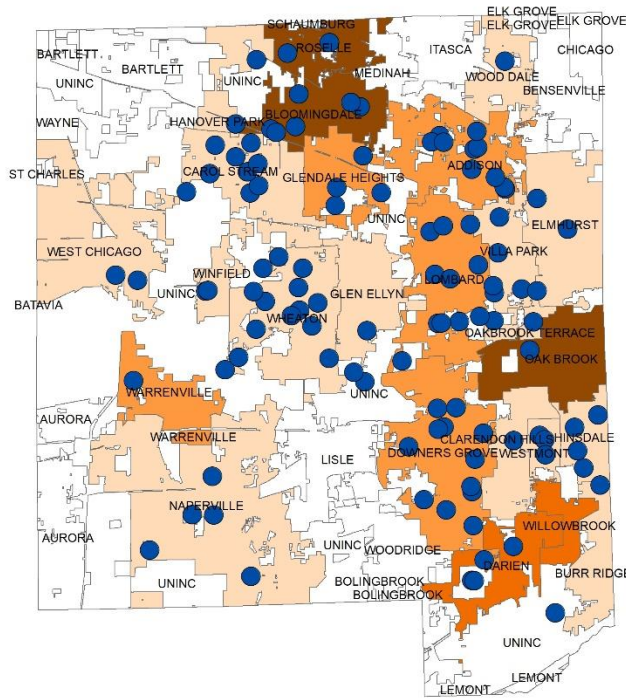 SCHAUMBURG
ELK GROVE
ELK GROVE
ELK GROVE
BARTLETT
ROSELLE
ITASCA
CHICAGO
BARTLETT
UNINC
MEDINAH
UNINC
WOOD DALE
BENSENVILLE
WAYNE
HANOVER PARK
BLOOMINGDALE
ADDISON
ST CHARLES
CAROL STREAM
GLENDALE HEIGHTS
UNINC
ELMHURST
WEST CHICAGO
VILLA PARK
WINFIELD
LOMBARD
UNINC
GLEN ELLYN
BATAVIA
WHEATON
OAKBROOK TERRACE
OAK BROOK
UNINC
WARRENVILLE
AURORA
WARRENVILLE
CLARENDON HILLS
HINSDALE
LISLE
DOWNERS GROVE
WESTMONT
NAPERVILLE
WILLOWBROOK
AURORA
UNINC
WOODRIDGE
DARIEN
UNINC
BOLINGBROOK
BURR RIDGE
BOLINGBROOK
UNINC
LEMONT
LEMONT